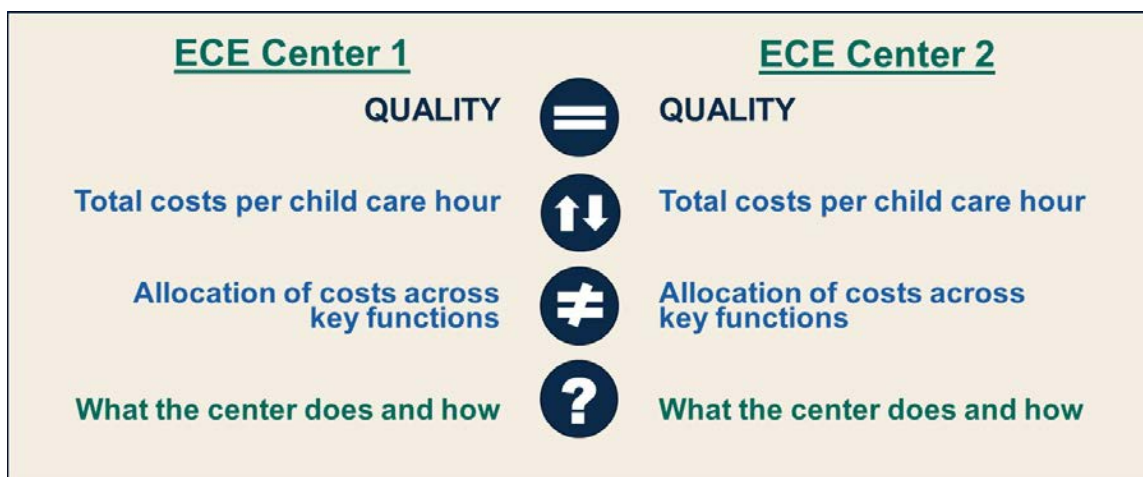 ECE Center 1
ECE Center 2
QUALITY = QUALITY
Total costs per child care hour ⬆⬇ Total costs per child care hour
Allocation of costs across
key functions
≠
Allocation of costs across
key functions
What the center does and how ? What the center does and how